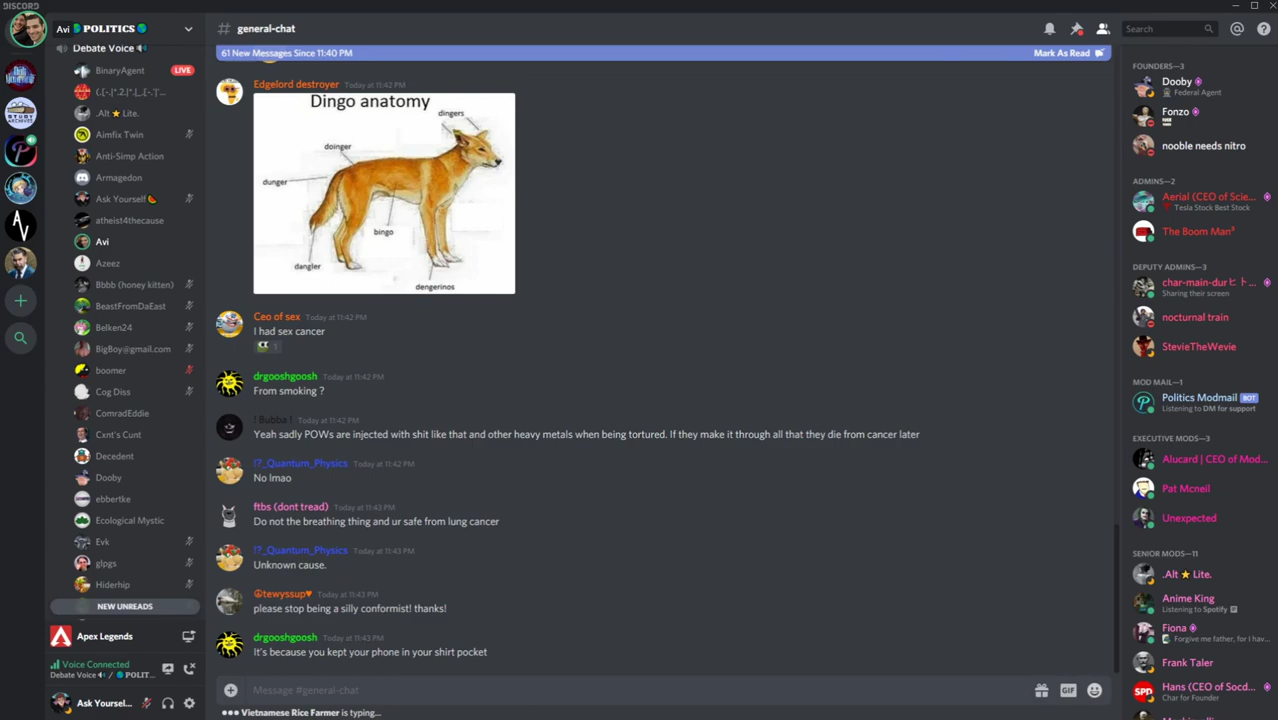 DISCORD
Avi POLITICS
Debate Voice
BinaryAgent LIVE
.Alt ⭐ Lite.
Aimfix Twin
Anti-Simp Action
Armagedon
Ask Yourself🍉
atheist4thecause
Avi
Azeez
Bbbb (honey kitten)
BeastFromDaEast
Belken24
BigBoy@gmail.com
boomer
Cog Diss
ComradEddie
Cxnt's Cunt
Decedent
Dooby
ebbertke
Ecological Mystic
Evk
glpgs
Hiderhip
NEW UNREADS
Apex Legends
Voice Connected
Debate Voice 🔊 / 🌎 POLIT...
Ask Yoursel...
# general-chat
Search
61 New Messages Since 11:40 PM
Mark As Read
Edgelord destroyer Today at 11:42 PM
Dingo anatomy
dingers
doinger
dunger
bingo
dangler
dengerinos
Ceo of sex Today at 11:42 PM
I had sex cancer
1
drgooshgoosh Today at 11:42 PM
From smoking ?
! Bubba ! Today at 11:42 PM
Yeah sadly POWs are injected with shit like that and other heavy metals when being tortured. If they make it through all that they die from cancer later
!?_Quantum_Physics Today at 11:42 PM
No lmao
ftbs (dont tread) Today at 11:43 PM
Do not the breathing thing and ur safe from lung cancer
!?_Quantum_Physics Today at 11:43 PM
Unknown cause.
☮tewyssup♥ Today at 11:43 PM
please stop being a silly conformist! thanks!
drgooshgoosh Today at 11:43 PM
It's because you kept your phone in your shirt pocket
Message #general-chat
GIF
Vietnamese Rice Farmer is typing...
FOUNDERS—3
Dooby
Federal Agent
Fonzo
nooble needs nitro
ADMINS—2
Aerial (CEO of Scie...
Tesla Stock Best Stock
The Boom Man³
DEPUTY ADMINS—3
char-main-durヒト...
Sharing their screen
nocturnal train
StevieTheWevie
MOD MAIL—1
Politics Modmail BOT
Listening to DM for support
EXECUTIVE MODS—3
Alucard | CEO of Mod...
Pat Mcneil
Unexpected
SENIOR MODS—11
.Alt ⭐ Lite.
Anime King
Listening to Spotify
Fiona
Forgive me father, for I hav...
Frank Taler
SPD
Hans (CEO of Socd...
Char for Founder